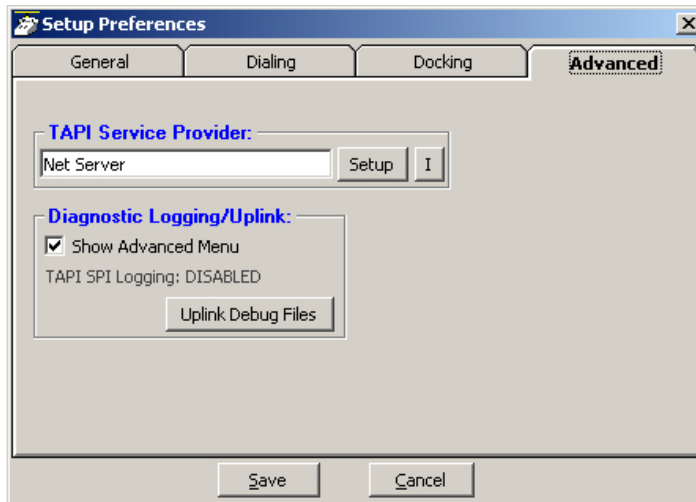 Setup Preferences
General Dialing Docking Advanced
TAPI Service Provider:
Net Server Setup I
Diagnostic Logging/Uplink:
Show Advanced Menu
TAPI SPI Logging: DISABLED
Uplink Debug Files
Save Cancel